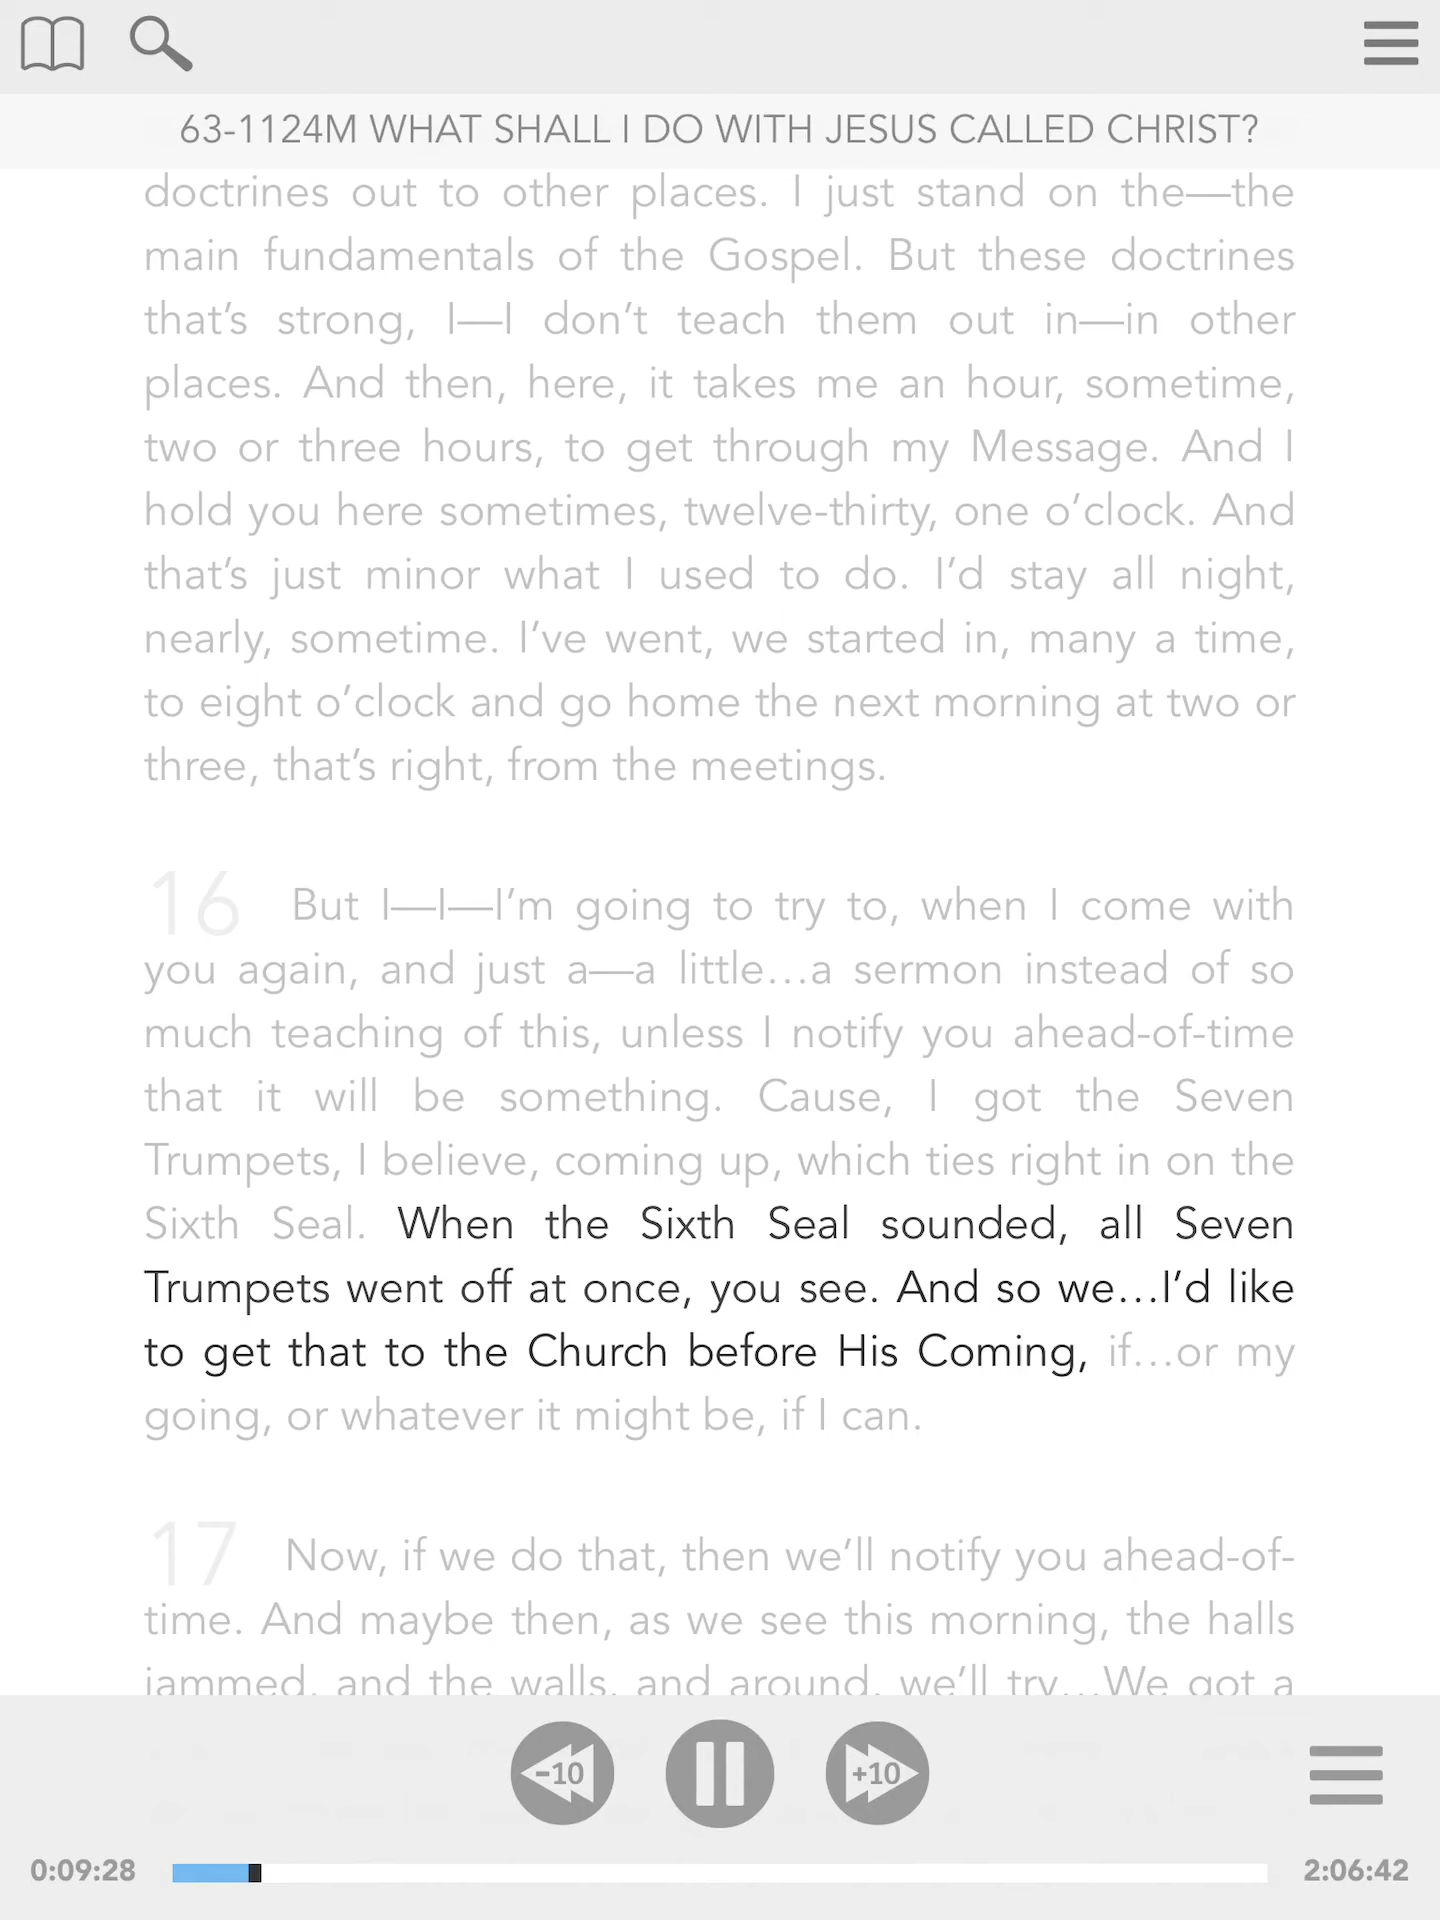 63-1124M WHAT SHALL I DO WITH JESUS CALLED CHRIST?
doctrines out to other places. I just stand on the—the
main fundamentals of the Gospel. But these doctrines
that’s strong, I—I don’t teach them out in—in other
places. And then, here, it takes me an hour, sometime,
two or three hours, to get through my Message. And I
hold you here sometimes, twelve-thirty, one o’clock. And
that’s just minor what I used to do. I’d stay all night,
nearly, sometime. I’ve went, we started in, many a time,
to eight o’clock and go home the next morning at two or
three, that’s right, from the meetings.
16 But I—I—I’m going to try to, when I come with
you again, and just a—a little…a sermon instead of so
much teaching of this, unless I notify you ahead-of-time
that it will be something. Cause, I got the Seven
Trumpets, I believe, coming up, which ties right in on the
Sixth Seal. When the Sixth Seal sounded, all Seven
Trumpets went off at once, you see. And so we…I’d like
to get that to the Church before His Coming, if…or my
going, or whatever it might be, if I can.
17 Now, if we do that, then we’ll notify you ahead-of-
time. And maybe then, as we see this morning, the halls
jammed, and the walls, and around, we’ll try…We got a
-10 +10
0:09:28 2:06:42